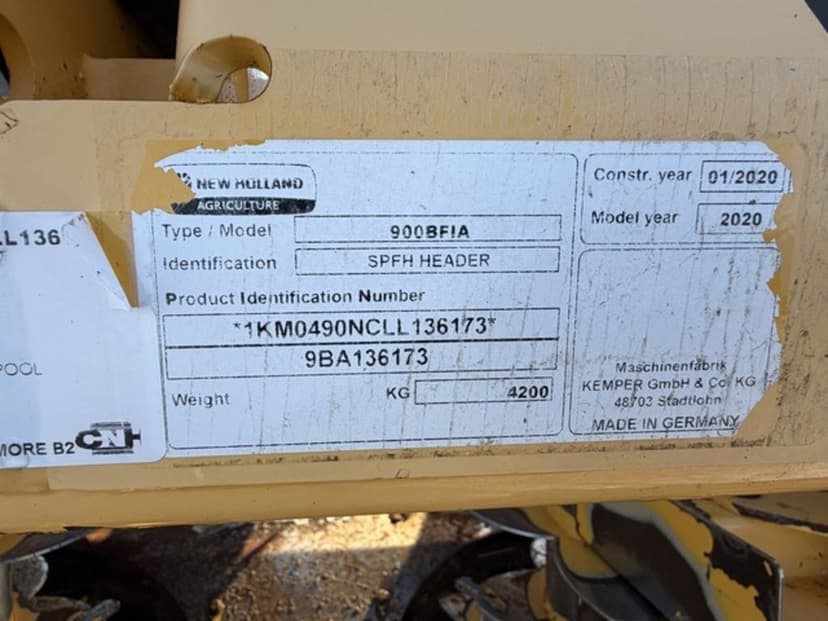 LL136
POOL
MORE B2 CNH
NEW HOLLAND
AGRICULTURE
Type / Model 900BFIA
Identification SPFH HEADER
Product Identification Number
*1KM0490NCLL136173*
9BA136173
Weight KG 4200
Constr. year 01/2020
Model year 2020
Maschinenfabrik
KEMPER GmbH & Co. KG
48703 Stadtlohn
MADE IN GERMANY